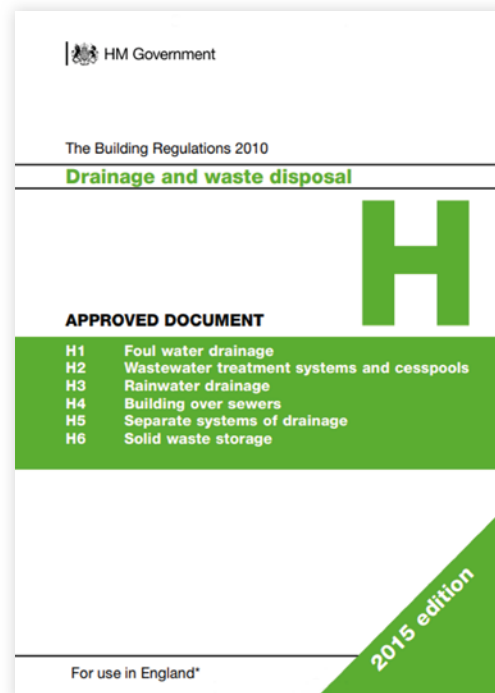 HM Government
The Building Regulations 2010
Drainage and waste disposal
H
APPROVED DOCUMENT
H1 Foul water drainage
H2 Wastewater treatment systems and cesspools
H3 Rainwater drainage
H4 Building over sewers
H5 Separate systems of drainage
H6 Solid waste storage
2015 edition
For use in England*